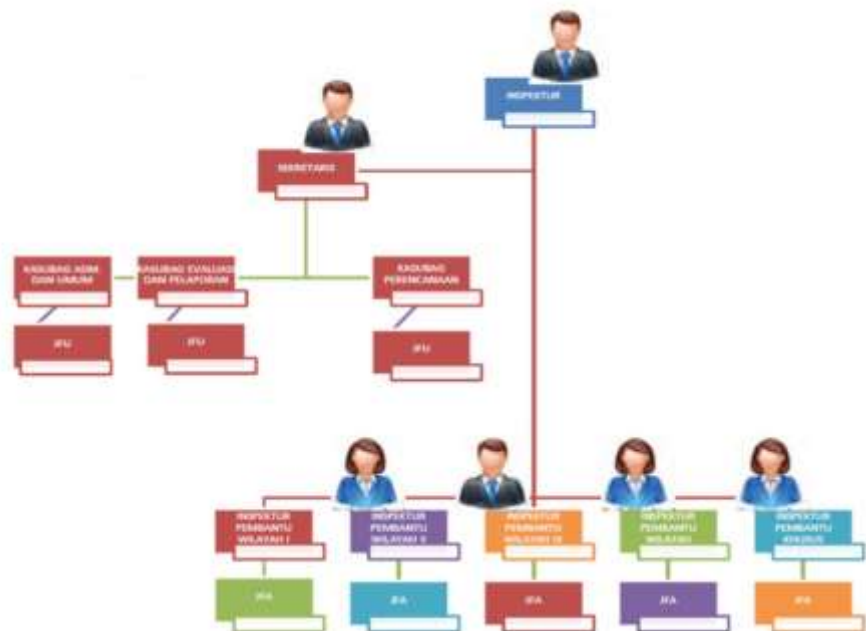 INSPEKTUR
SEKRETARIS
KASUBAG ADM
DAN UMUM
KASUBAG EVALUASI
DAN PELAPORAN
KASUBAG
PERENCANAAN
JFU
JFU
JFU
INSPEKTUR
PEMBANTU
WILAYAH I
INSPEKTUR
PEMBANTU
WILAYAH II
INSPEKTUR
PEMBANTU
WILAYAH III
INSPEKTUR
PEMBANTU
WILAYAH
INSPEKTUR
PEMBANTU
KHUSUS
JFA
JFA
JFA
JFA
JFA